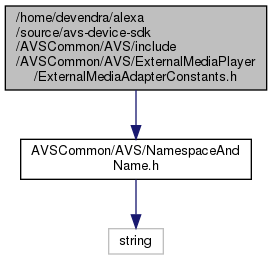 /home/devendra/alexa
/source/avs-device-sdk
/AVSCommon/AVS/include
/AVSCommon/AVS/ExternalMediaPlayer
/ExternalMediaAdapterConstants.h
AVSCommon/AVS/NamespaceAnd
Name.h
string